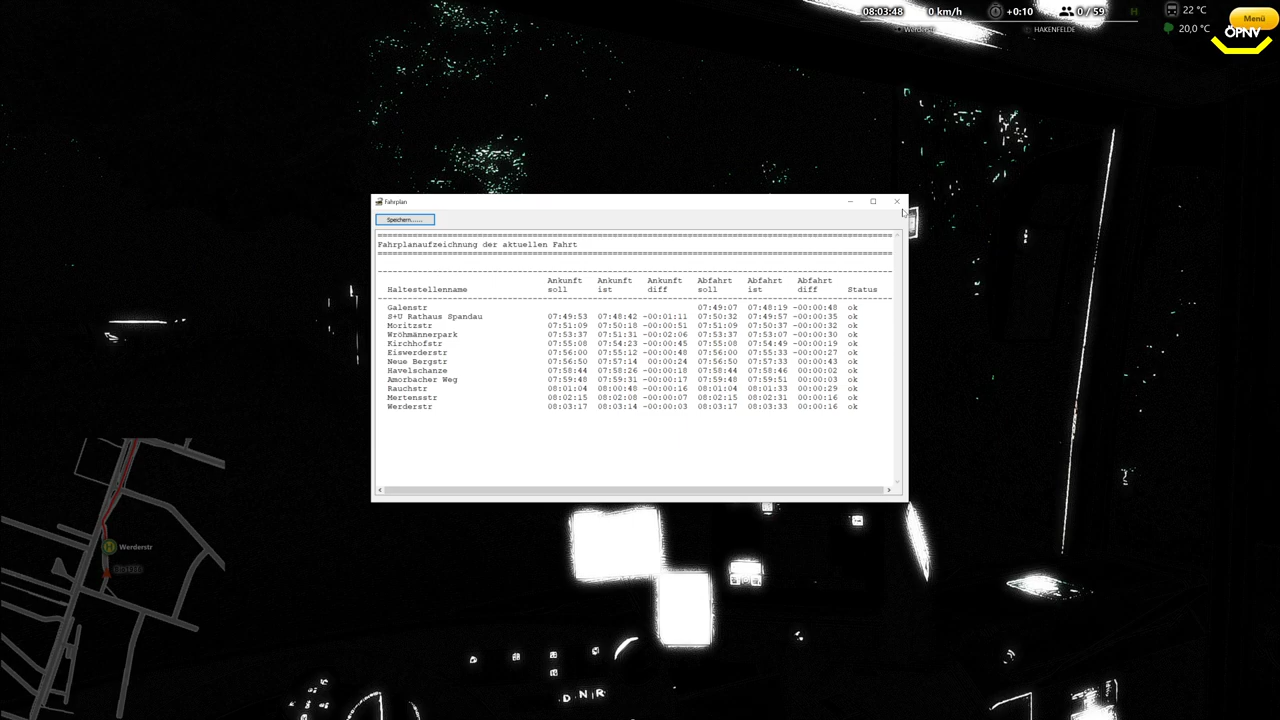 08:03:48 0 km/h +0:10 0 / 59 H 22 °C Menü
Werderstr HAKENFELDE 20,0 °C ÖPNV
Fahrplan
Speichern......
Fahrplanaufzeichnung der aktuellen Fahrt
Ankunft Ankunft Ankunft Abfahrt Abfahrt Abfahrt
Haltestellenname soll ist diff soll ist diff Status
Galenstr 07:49:07 07:48:19 -00:00:48 ok
S+U Rathaus Spandau 07:49:53 07:48:42 -00:01:11 07:50:32 07:49:57 -00:00:35 ok
Moritzstr 07:51:09 07:50:18 -00:00:51 07:51:09 07:50:37 -00:00:32 ok
Wröhmännerpark 07:53:37 07:51:31 -00:02:06 07:53:37 07:53:07 -00:00:30 ok
Kirchhofstr 07:55:08 07:54:23 -00:00:45 07:55:08 07:54:49 -00:00:19 ok
Eiswerderstr 07:56:00 07:55:12 -00:00:48 07:56:00 07:55:33 -00:00:27 ok
Neue Bergstr 07:56:50 07:57:14 00:00:24 07:56:50 07:57:33 00:00:43 ok
Havelschanze 07:58:44 07:58:26 -00:00:18 07:58:44 07:58:46 00:00:02 ok
Amorbacher Weg 07:59:48 07:59:31 -00:00:17 07:59:48 07:59:51 00:00:03 ok
Rauchstr 08:01:04 08:00:48 -00:00:16 08:01:04 08:01:33 00:00:29 ok
Mertensstr 08:02:15 08:02:08 -00:00:07 08:02:15 08:02:31 00:00:16 ok
Werderstr 08:03:17 08:03:14 -00:00:03 08:03:17 08:03:33 00:00:16 ok
H Werderstr
D N R